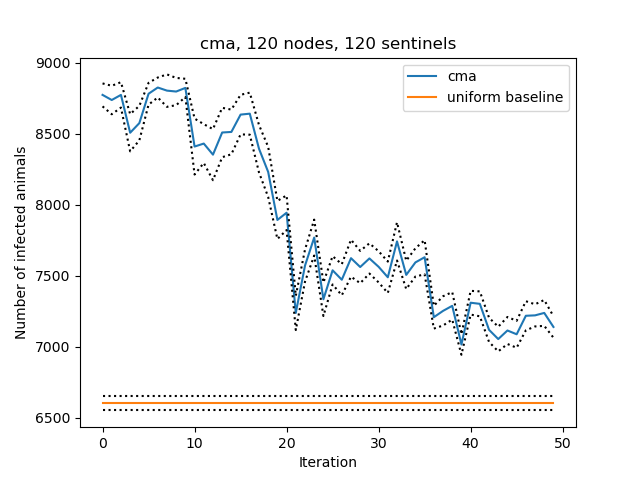 cma, 120 nodes, 120 sentinels
cma
uniform baseline
9000
8500
8000
7500
7000
6500
Number of infected animals
0 10 20 30 40 50
Iteration